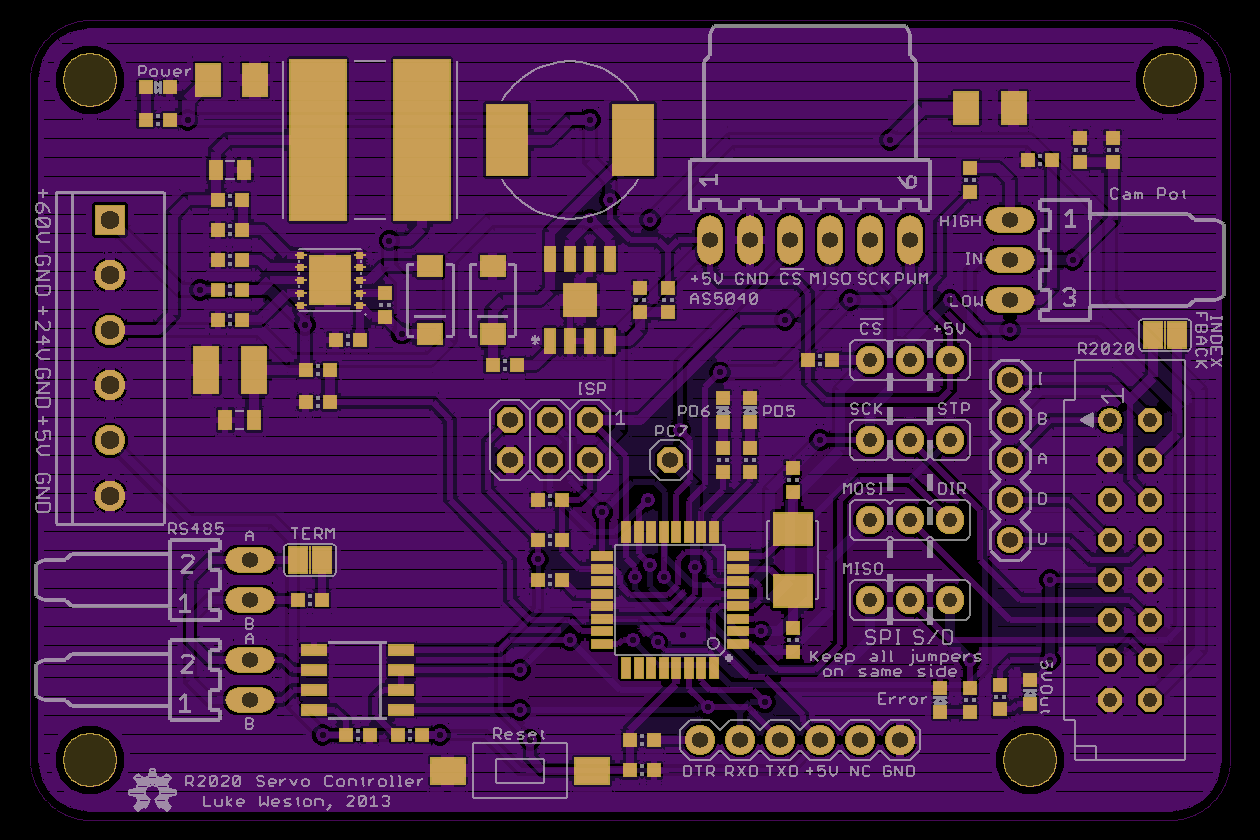 Power
1 6
Cam Pot
+60V GND +24V GND +5V GND
HIGH
IN
LOW
1
3
+5V GND CS MISO SCK PWM
AS5040
CS +5V
R2020
INDEX
FBACK
ISP
1
PD6 PD5
PC7
SCK STP
MOSI DIR
MISO
I
B
A
D
U
1
RS485
A
TERM
2
1
B
A
2
1
B
SPI S/D
Keep all jumpers
on same side
Error
5VOut
Reset
DTR RXD TXD +5V NC GND
R2020 Servo Controller
Luke Weston, 2013